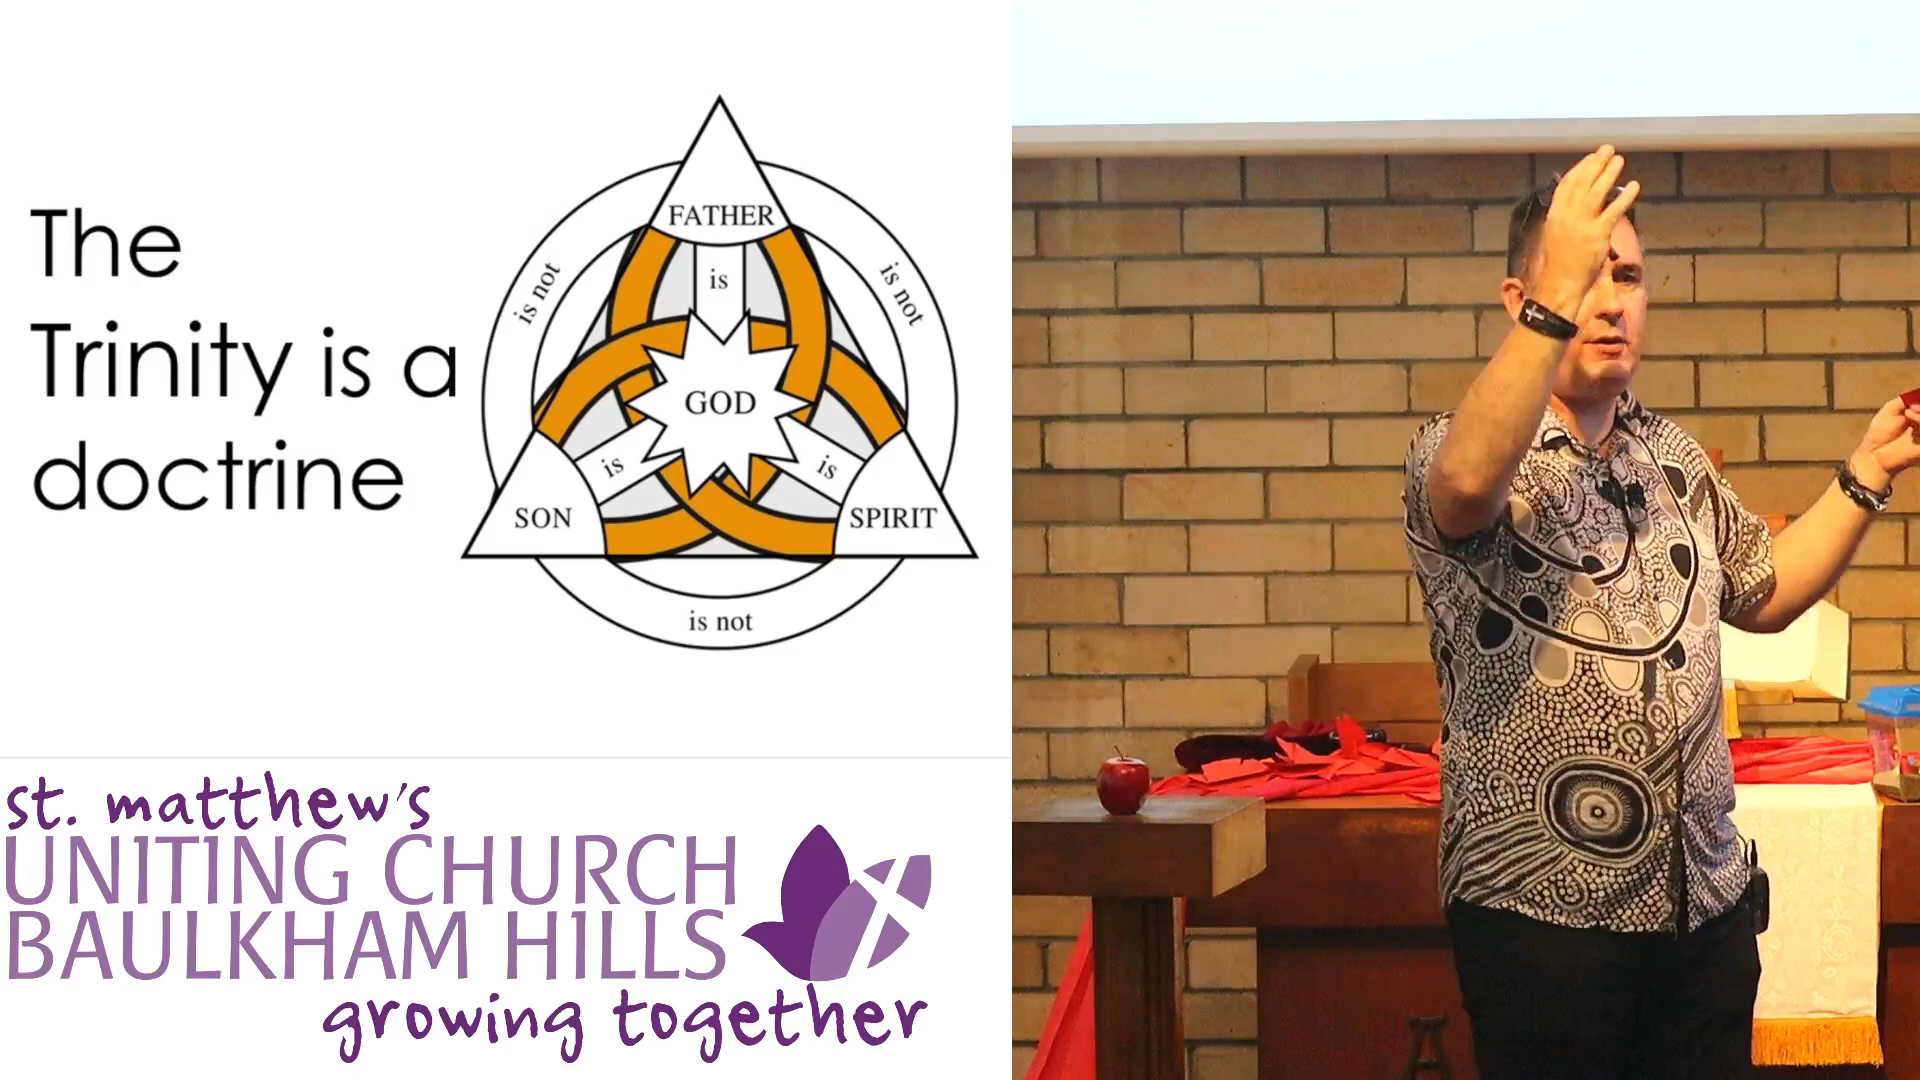 The
Trinity is a
doctrine
FATHER
is
is not
is not
GOD
is
is
SON
SPIRIT
is not
st. matthew's
UNITING CHURCH
BAULKHAM HILLS
growing together
A